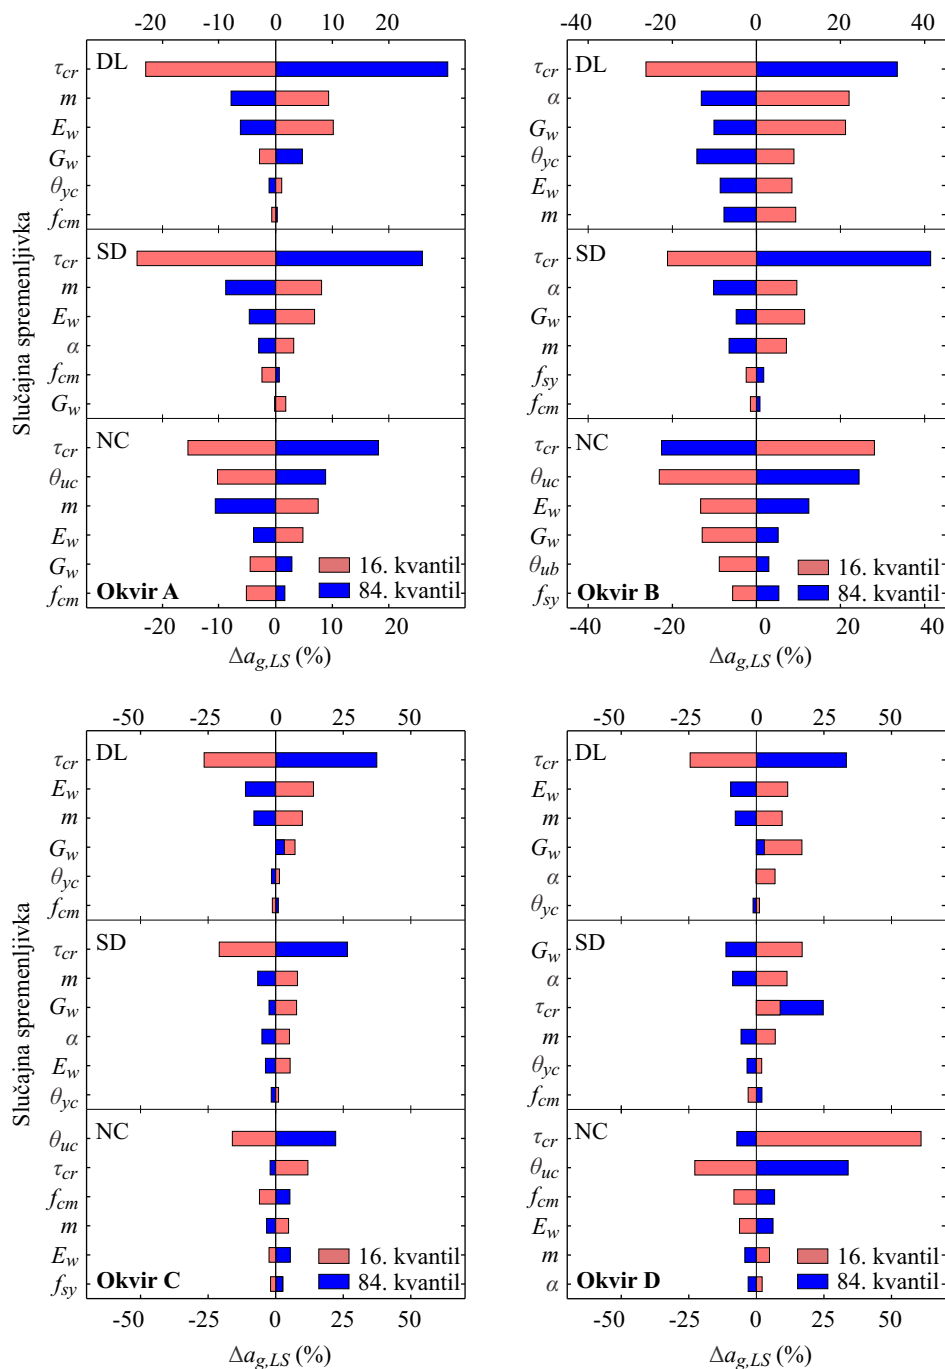 -20 -10 0 10 20
DL
τcr
m
Ew
Gw
θyc
fcm
SD
τcr
m
Ew
α
fcm
Gw
NC
τcr
θuc
m
Ew
Gw
fcm
16. kvantil
84. kvantil
Okvir A
-20 -10 0 10 20
Δag,LS (%)
Slučajna spremenljivka
-40 -20 0 20 40
DL
τcr
α
Gw
θyc
Ew
m
SD
τcr
α
Gw
m
fsy
fcm
NC
τcr
θuc
Ew
Gw
θub
fsy
16. kvantil
84. kvantil
Okvir B
-40 -20 0 20 40
Δag,LS (%)
-50 -25 0 25 50
DL
τcr
Ew
m
Gw
θyc
fcm
SD
τcr
m
Gw
α
Ew
θyc
NC
θuc
τcr
fcm
m
Ew
fsy
16. kvantil
84. kvantil
Okvir C
-50 -25 0 25 50
Δag,LS (%)
Slučajna spremenljivka
-50 -25 0 25 50
DL
τcr
Ew
m
Gw
α
θyc
SD
Gw
α
τcr
m
θyc
fcm
NC
τcr
θuc
fcm
Ew
m
α
16. kvantil
84. kvantil
Okvir D
-50 -25 0 25 50
Δag,LS (%)